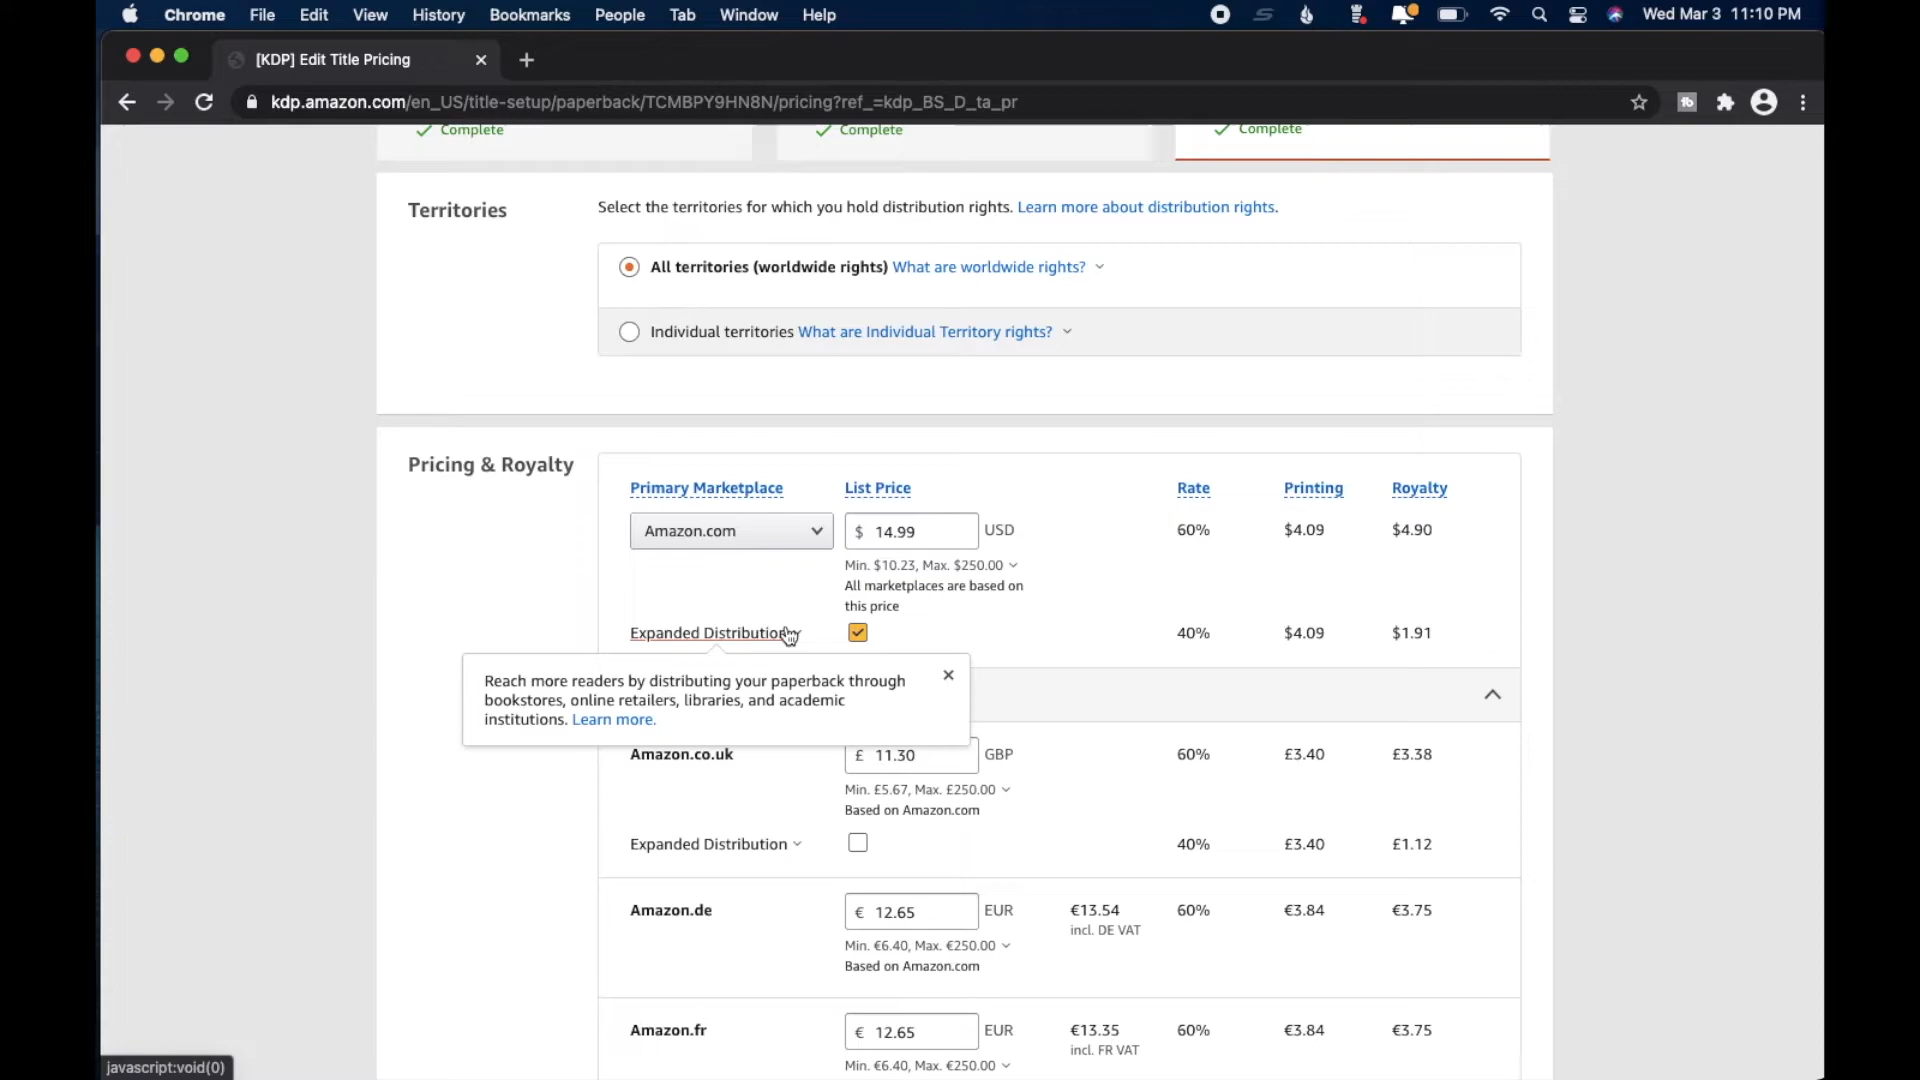 Chrome File Edit View History Bookmarks People Tab Window Help Wed Mar 3 11:10 PM
[KDP] Edit Title Pricing
kdp.amazon.com/en_US/title-setup/paperback/TCMBPY9HN8N/pricing?ref_=kdp_BS_D_ta_pr
Complete Complete Complete
Territories
Select the territories for which you hold distribution rights. Learn more about distribution rights.
All territories (worldwide rights) What are worldwide rights?
Individual territories What are Individual Territory rights?
Pricing & Royalty
Primary Marketplace List Price Rate Printing Royalty
Amazon.com $ 14.99 USD 60% $4.09 $4.90
Min. $10.23, Max. $250.00
All marketplaces are based on
this price
Expanded Distribution 40% $4.09 $1.91
Reach more readers by distributing your paperback through
bookstores, online retailers, libraries, and academic
institutions. Learn more.
Amazon.co.uk £ 11.30 GBP 60% £3.40 £3.38
Min. £5.67, Max. £250.00
Based on Amazon.com
Expanded Distribution 40% £3.40 £1.12
Amazon.de € 12.65 EUR €13.54 60% €3.84 €3.75
incl. DE VAT
Min. €6.40, Max. €250.00
Based on Amazon.com
Amazon.fr € 12.65 EUR €13.35 60% €3.84 €3.75
incl. FR VAT
Min. €6.40, Max. €250.00
javascript:void(0)